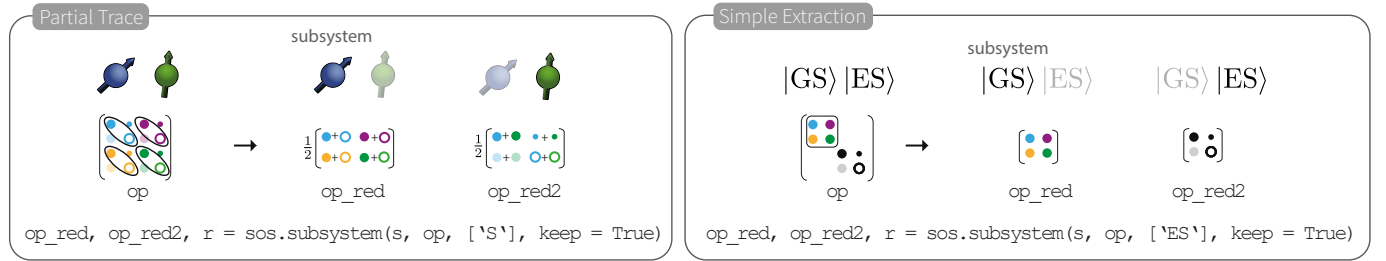 Partial Trace
subsystem
1/2 [ + + + + ]
1/2 [ + + + + ]
op
→
op_red
op_red2
op_red, op_red2, r = sos.subsystem(s, op, [‘S‘], keep = True)
Simple Extraction
subsystem
|GS⟩ |ES⟩
|GS⟩ |ES⟩
|GS⟩ |ES⟩
op
→
op_red
op_red2
op_red, op_red2, r = sos.subsystem(s, op, [‘ES‘], keep = True)